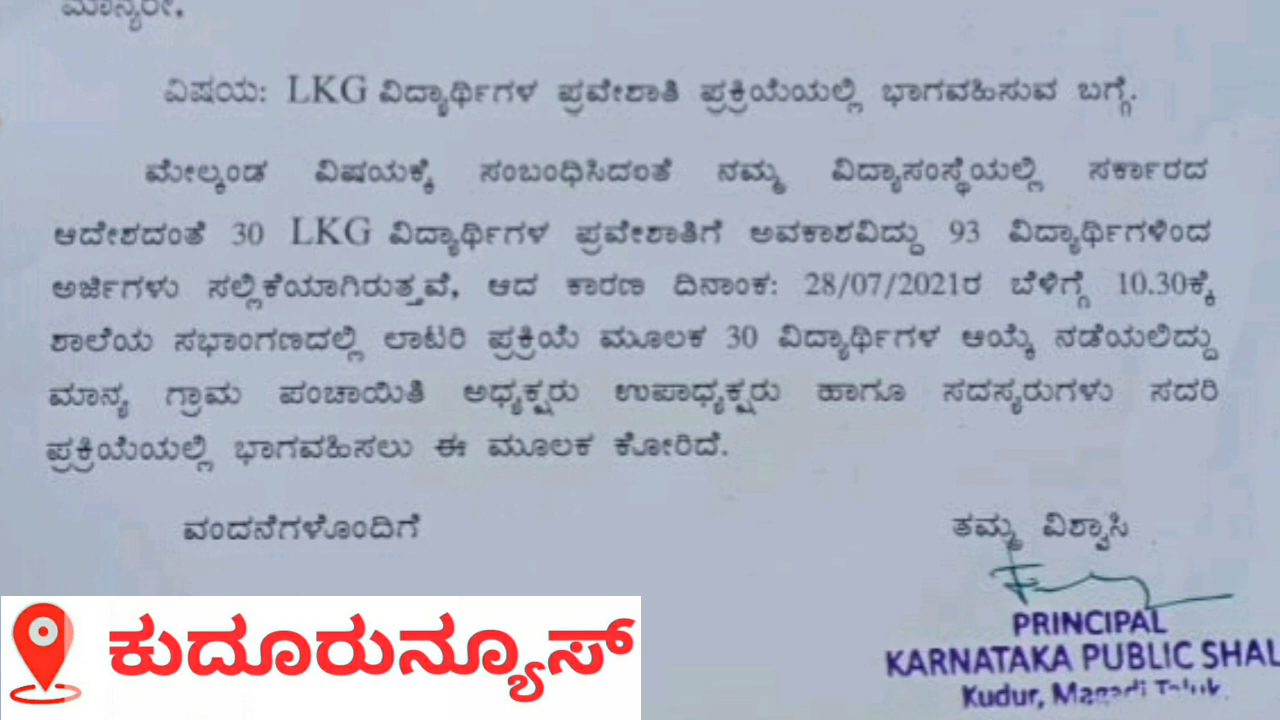 ಮಾನ್ಯರೇ,
ವಿಷಯ: LKG ವಿದ್ಯಾರ್ಥಿಗಳ ಪ್ರವೇಶಾತಿ ಪ್ರಕ್ರಿಯೆಯಲ್ಲಿ ಭಾಗವಹಿಸುವ ಬಗ್ಗೆ.
ಮೇಲ್ಕಂಡ ವಿಷಯಕ್ಕೆ ಸಂಬಂಧಿಸಿದಂತೆ ನಮ್ಮ ವಿದ್ಯಾಸಂಸ್ಥೆಯಲ್ಲಿ ಸರ್ಕಾರದ
ಆದೇಶದಂತೆ 30 LKG ವಿದ್ಯಾರ್ಥಿಗಳ ಪ್ರವೇಶಾತಿಗೆ ಅವಕಾಶವಿದ್ದು 93 ವಿದ್ಯಾರ್ಥಿಗಳಿಂದ
ಅರ್ಜಿಗಳು ಸಲ್ಲಿಕೆಯಾಗಿರುತ್ತವೆ, ಆದ ಕಾರಣ ದಿನಾಂಕ: 28/07/2021ರ ಬೆಳಿಗ್ಗೆ 10.30ಕ್ಕೆ
ಶಾಲೆಯ ಸಭಾಂಗಣದಲ್ಲಿ ಲಾಟರಿ ಪ್ರಕ್ರಿಯೆ ಮೂಲಕ 30 ವಿದ್ಯಾರ್ಥಿಗಳ ಆಯ್ಕೆ ನಡೆಯಲಿದ್ದು
ಮಾನ್ಯ ಗ್ರಾಮ ಪಂಚಾಯಿತಿ ಅಧ್ಯಕ್ಷರು ಉಪಾಧ್ಯಕ್ಷರು ಹಾಗೂ ಸದಸ್ಯರುಗಳು ಸದರಿ
ಪ್ರಕ್ರಿಯೆಯಲ್ಲಿ ಭಾಗವಹಿಸಲು ಈ ಮೂಲಕ ಕೋರಿದೆ.
ವಂದನೆಗಳೊಂದಿಗೆ
ತಮ್ಮ ವಿಶ್ವಾಸಿ
PRINCIPAL
KARNATAKA PUBLIC SHAL
Kudur, Magadi Taluk
ಕುದೂರುನ್ಯೂಸ್